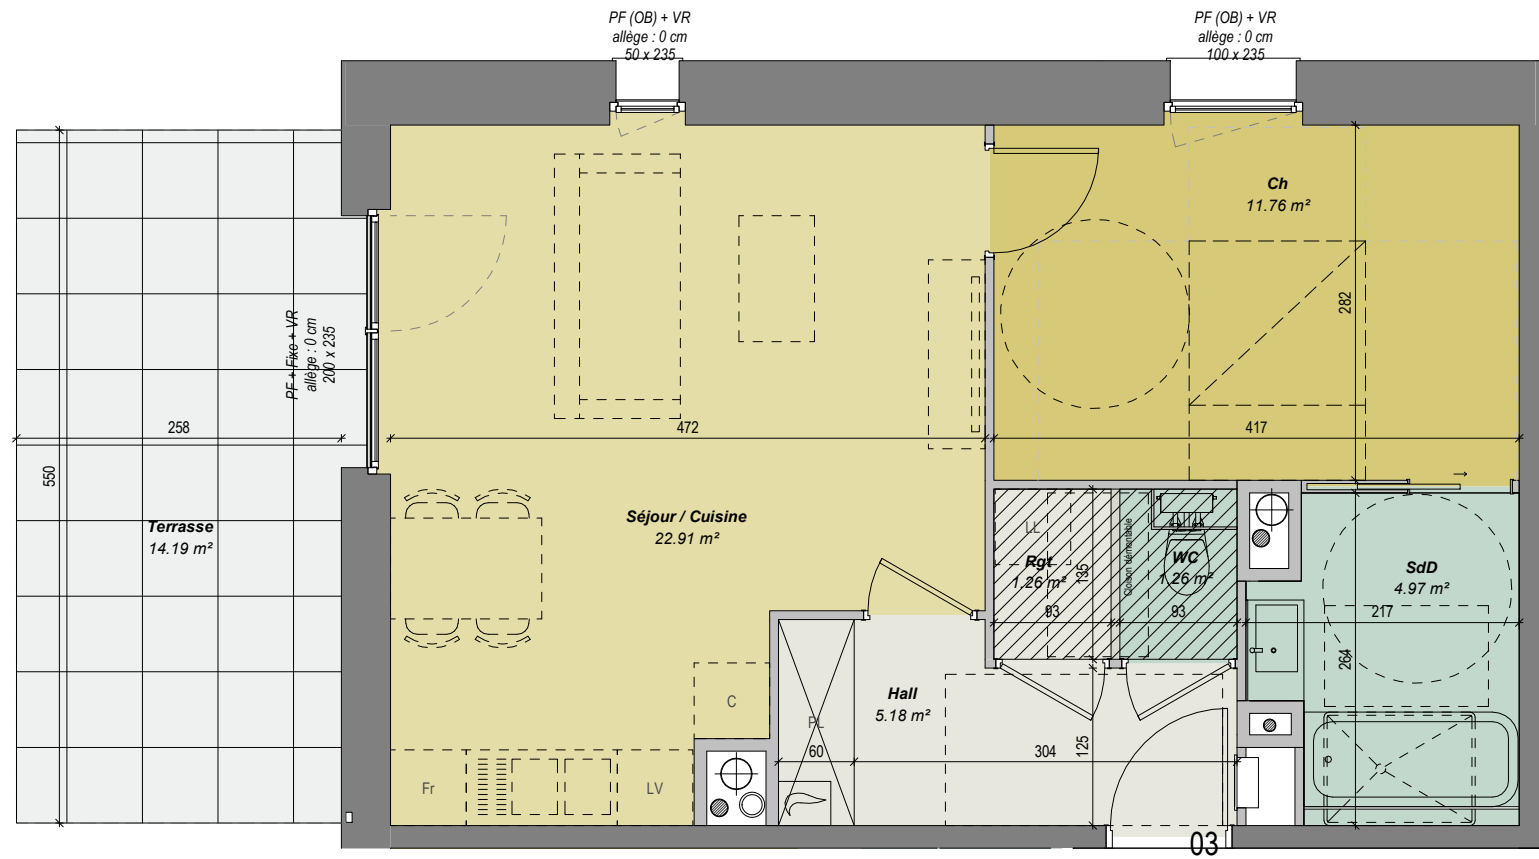 PF (OB) + VR
allège : 0 cm
50 x 235
PF (OB) + VR
allège : 0 cm
100 x 235
Ch
11.76 m²
282
PF + Fixe + VR
allège : 0 cm
200 x 235
258
472
417
550
Terrasse
14.19 m²
Séjour / Cuisine
22.91 m²
LL
Rgt
1.26 m²
135
93
Cloison démontable
WC
1.26 m²
93
SdD
4.97 m²
217
264
Hall
5.18 m²
C
PL
60
304
125
Fr
LV
03